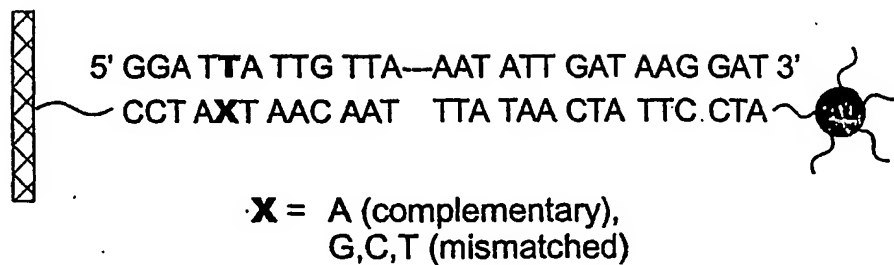 5' GGA TTA TTG TTA---AAT ATT GAT AAG GAT 3'
CCT AXT AAC AAT TTA TAA CTA TTC.CTA
X = A (complementary),
G,C,T (mismatched)